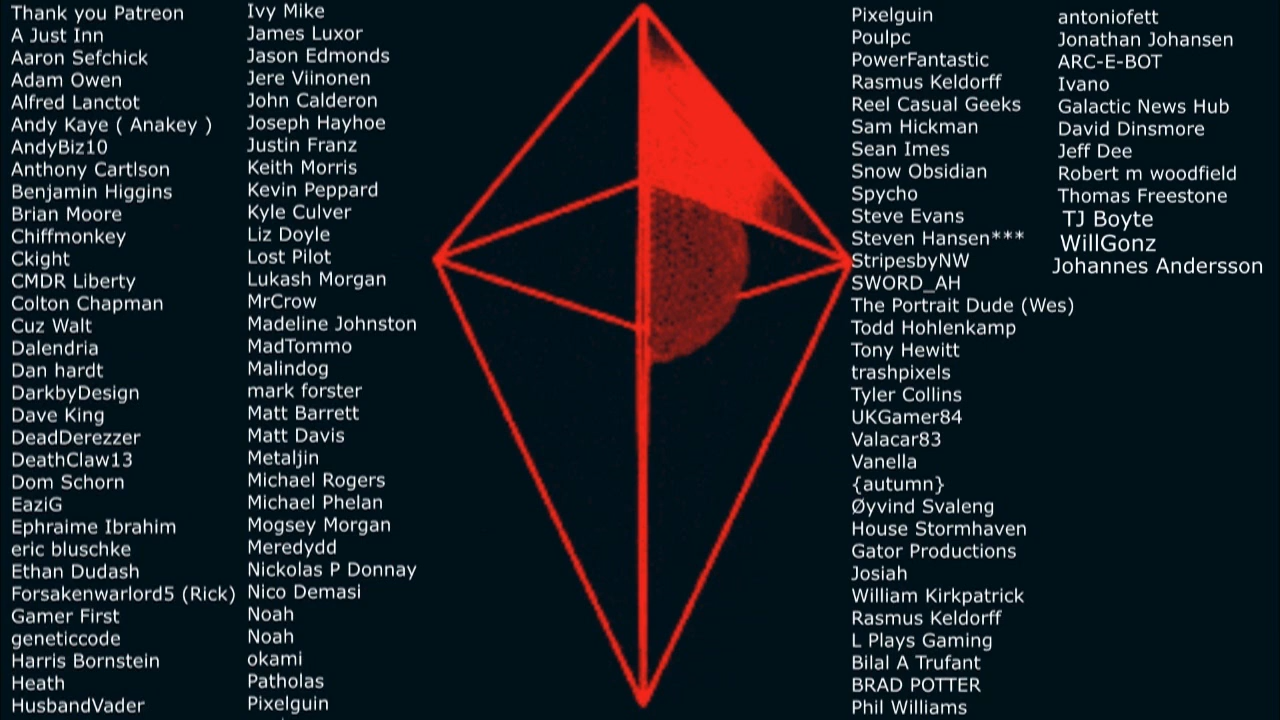 Thank you Patreon
A Just Inn
Aaron Sefchick
Adam Owen
Alfred Lanctot
Andy Kaye ( Anakey )
AndyBiz10
Anthony Cartlson
Benjamin Higgins
Brian Moore
Chiffmonkey
Ckight
CMDR Liberty
Colton Chapman
Cuz Walt
Dalendria
Dan hardt
DarkbyDesign
Dave King
DeadDerezzer
DeathClaw13
Dom Schorn
EaziG
Ephraime Ibrahim
eric bluschke
Ethan Dudash
Forsakenwarlord5 (Rick)
Gamer First
geneticcode
Harris Bornstein
Heath
HusbandVader
Ivy Mike
James Luxor
Jason Edmonds
Jere Viinonen
John Calderon
Joseph Hayhoe
Justin Franz
Keith Morris
Kevin Peppard
Kyle Culver
Liz Doyle
Lost Pilot
Lukash Morgan
MrCrow
Madeline Johnston
MadTommo
Malindog
mark forster
Matt Barrett
Matt Davis
Metaljin
Michael Rogers
Michael Phelan
Mogsey Morgan
Meredydd
Nickolas P Donnay
Nico Demasi
Noah
Noah
okami
Patholas
Pixelguin
Pixelguin
Poulpc
PowerFantastic
Rasmus Keldorff
Reel Casual Geeks
Sam Hickman
Sean Imes
Snow Obsidian
Spycho
Steve Evans
Steven Hansen***
StripesbyNW
SWORD_AH
The Portrait Dude (Wes)
Todd Hohlenkamp
Tony Hewitt
trashpixels
Tyler Collins
UKGamer84
Valacar83
Vanella
{autumn}
Øyvind Svaleng
House Stormhaven
Gator Productions
Josiah
William Kirkpatrick
Rasmus Keldorff
L Plays Gaming
Bilal A Trufant
BRAD POTTER
Phil Williams
antoniofett
Jonathan Johansen
ARC-E-BOT
Ivano
Galactic News Hub
David Dinsmore
Jeff Dee
Robert m woodfield
Thomas Freestone
TJ Boyte
WillGonz
Johannes Andersson